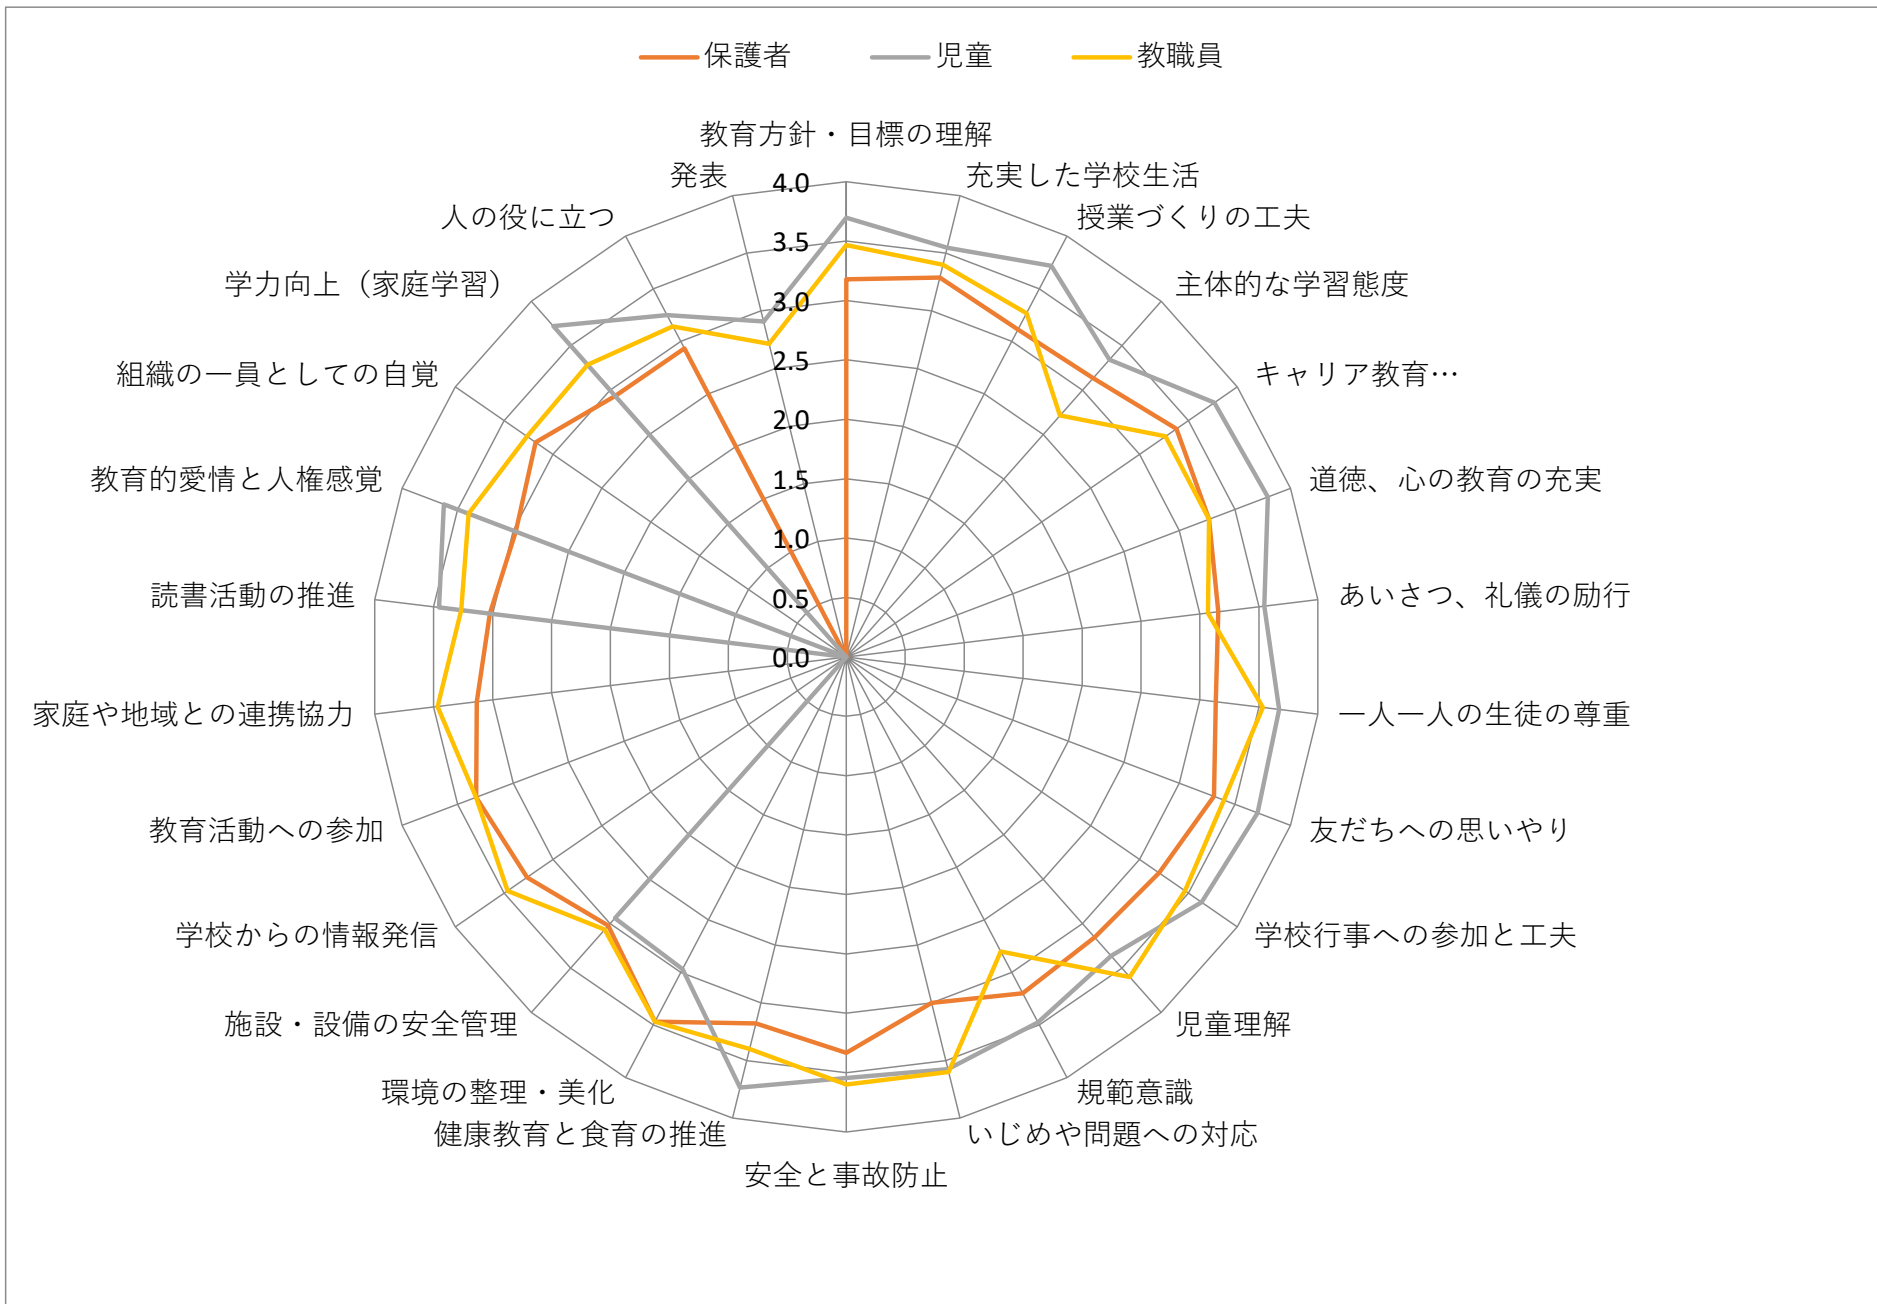 保護者 児童 教職員
教育方針・目標の理解
充実した学校生活
授業づくりの工夫
主体的な学習態度
キャリア教育…
道徳、心の教育の充実
あいさつ、礼儀の励行
一人一人の生徒の尊重
友だちへの思いやり
学校行事への参加と工夫
児童理解
規範意識
いじめや問題への対応
安全と事故防止
健康教育と食育の推進
環境の整理・美化
施設・設備の安全管理
学校からの情報発信
教育活動への参加
家庭や地域との連携協力
読書活動の推進
教育的愛情と人権感覚
組織の一員としての自覚
学力向上（家庭学習）
人の役に立つ
発表
4.0
3.5
3.0
2.5
2.0
1.5
1.0
0.5
0.0